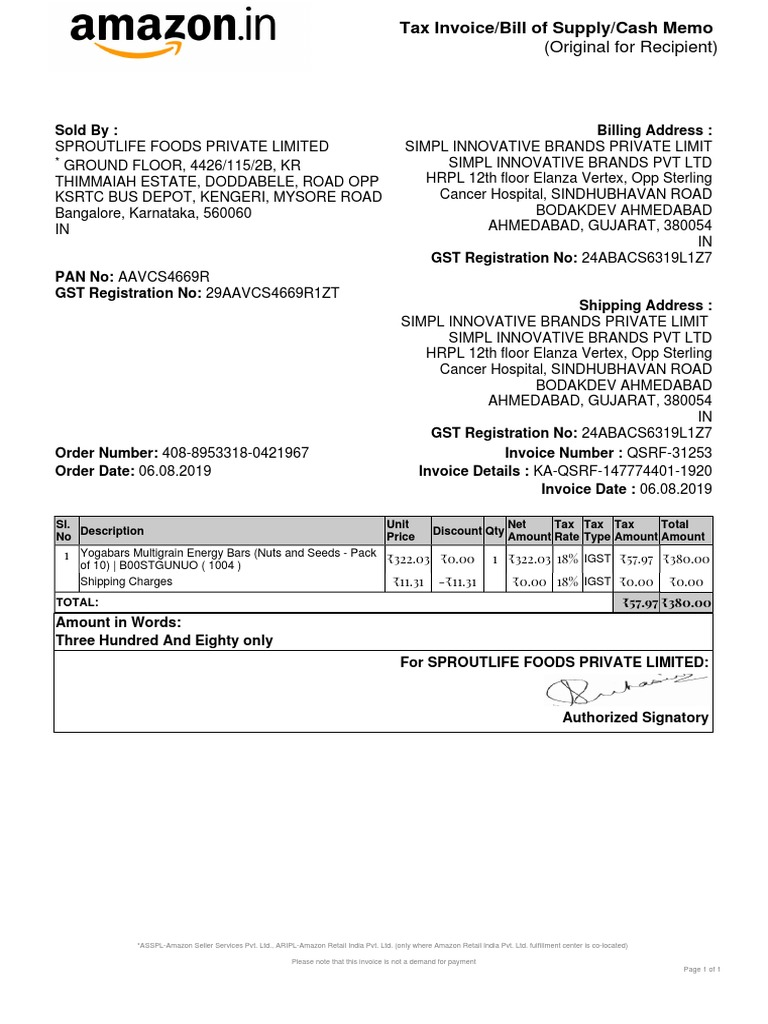 amazon.in
Tax Invoice/Bill of Supply/Cash Memo
(Original for Recipient)
Sold By :
SPROUTLIFE FOODS PRIVATE LIMITED
* GROUND FLOOR, 4426/115/2B, KR
THIMMAIAH ESTATE, DODDABELE, ROAD OPP
KSRTC BUS DEPOT, KENGERI, MYSORE ROAD
Bangalore, Karnataka, 560060
IN
PAN No: AAVCS4669R
GST Registration No: 29AAVCS4669R1ZT
Billing Address :
SIMPL INNOVATIVE BRANDS PRIVATE LIMIT
SIMPL INNOVATIVE BRANDS PVT LTD
HRPL 12th floor Elanza Vertex, Opp Sterling
Cancer Hospital, SINDHUBHAVAN ROAD
BODAKDEV AHMEDABAD
AHMEDABAD, GUJARAT, 380054
IN
GST Registration No: 24ABACS6319L1Z7
Shipping Address :
SIMPL INNOVATIVE BRANDS PRIVATE LIMIT
SIMPL INNOVATIVE BRANDS PVT LTD
HRPL 12th floor Elanza Vertex, Opp Sterling
Cancer Hospital, SINDHUBHAVAN ROAD
BODAKDEV AHMEDABAD
AHMEDABAD, GUJARAT, 380054
IN
GST Registration No: 24ABACS6319L1Z7
Order Number: 408-8953318-0421967
Order Date: 06.08.2019
Invoice Number : QSRF-31253
Invoice Details : KA-QSRF-147774401-1920
Invoice Date : 06.08.2019
Sl. No Description Unit Price Discount Qty Net Amount Tax Rate Tax Type Tax Amount Total Amount
1 Yogabars Multigrain Energy Bars (Nuts and Seeds - Pack ₹322.03 ₹0.00 1 ₹322.03 18% IGST ₹57.97 ₹380.00
of 10) | B00STGUNUO ( 1004 )
Shipping Charges ₹11.31 -₹11.31 ₹0.00 18% IGST ₹0.00 ₹0.00
TOTAL: ₹57.97 ₹380.00
Amount in Words:
Three Hundred And Eighty only
For SPROUTLIFE FOODS PRIVATE LIMITED:
Authorized Signatory
*ASSPL-Amazon Seller Services Pvt. Ltd., ARIPL-Amazon Retail India Pvt. Ltd. (only where Amazon Retail India Pvt. Ltd. fulfillment center is co-located)
Please note that this invoice is not a demand for payment
Page 1 of 1